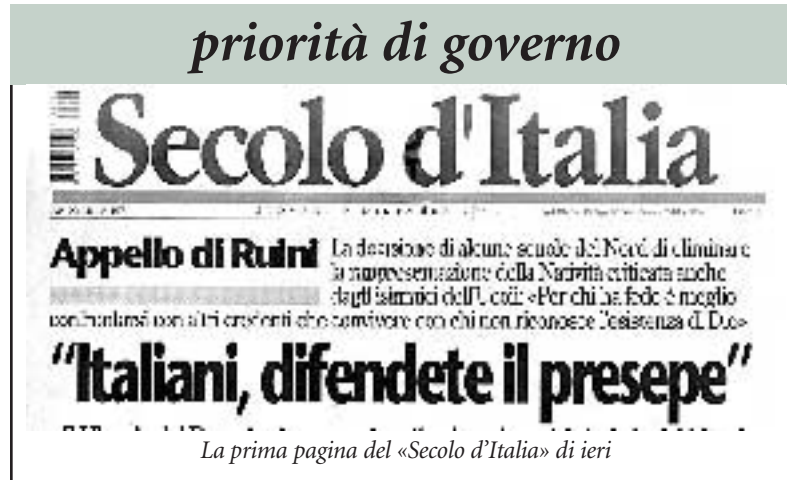 priorità di governo
Secolo d'Italia
Appello di Ruini
La decisione di alcune scuole del Nord di eliminare
la rappresentazione della Natività criticata anche
dagli islamici dell'Ucoii: «Per chi ha fede è meglio
confrontarsi con altri credenti che convivere con chi non riconosce l'esistenza di Dio»
"Italiani, difendete il presepe"
La prima pagina del «Secolo d'Italia» di ieri